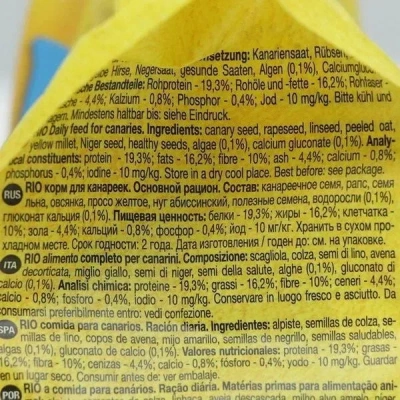 setzung: Kanariensaat, Rübsen,
e Hirse, Negersaat, gesunde Saaten, Algen (0,1%), Calciumgluco
sche Bestandteile: Rohprotein - 19,3%; Rohöle und -fette - 16,2%; Rohfaser -
sche - 4,4%; Kalzium - 0,8%; Phosphor - 0,4%; Jod - 10 mg/kg. Bitte kühl und
agern. Mindestens haltbar bis: siehe Eindruck.
RIO Daily feed for canaries. Ingredients: canary seed, rapeseed, linseed, peeled oat,
yellow millet, Niger seed, healthy seeds, algae (0.1%), calcium gluconate (0.1%). Analy-
cal constituents: protein - 19,3%; fats - 16,2%; fibre - 10%; ash - 4,4%; calcium - 0,8%;
phosphorus - 0,4%; iodine - 10 mg/kg. Store in a dry cool place. Best before: see package.
RUS RIO корм для канареек. Основной рацион. Состав: канареечное семя, рапс, семя
льна, овсянка, просо желтое, нуг абиссинский, полезные семена, водоросли (0,1%),
глюконат кальция (0,1%). Пищевая ценность: белки - 19,3%; жиры - 16,2%; клетчатка
- 10%; зола - 4,4%; кальций - 0,8%; фосфор - 0,4%; йод - 10 мг/кг. Хранить в сухом про-
хладном месте. Срок годности: 2 года. Дата изготовления / годен до: см. на упаковке.
ITA RIO alimento completo per canarini. Composizione: scagliola, colza, semi di lino, avena
decorticata, miglio giallo, semi di niger, semi della salute, alghe (0,1%), gluconato di
calcio (0,1%). Analisi chimica: proteine - 19,3%; grassi - 16,2%; fibre - 10%; ceneri - 4,4%;
calcio - 0,8%; fosforo - 0,4%, iodio - 10 mg/kg. Conservare in luogo fresco e asciutto. Da
consumarsi preferibilmente entro: vedi confezione.
SPA RIO comida para canarios. Ración diaria. Ingredientes: alpiste, semillas de colza, se-
millas de lino, copos de avena, mijo amarillo, semillas de negrillo, semillas saludables,
algas (0,1%), gluconato de calcio (0,1%). Valores nutricionales: proteína - 19,3%; grasas -
16,2%; fibra - 10%; cenizas - 4,4%; calcio - 0,8%; fósforo - 0,4%; yodo - 10 mg/kg. Guardar
en un lugar seco. Consumir antes de: ver embalaje.
POR RIO a comida para canários. Ração diária. Matérias primas para alimentação ani-